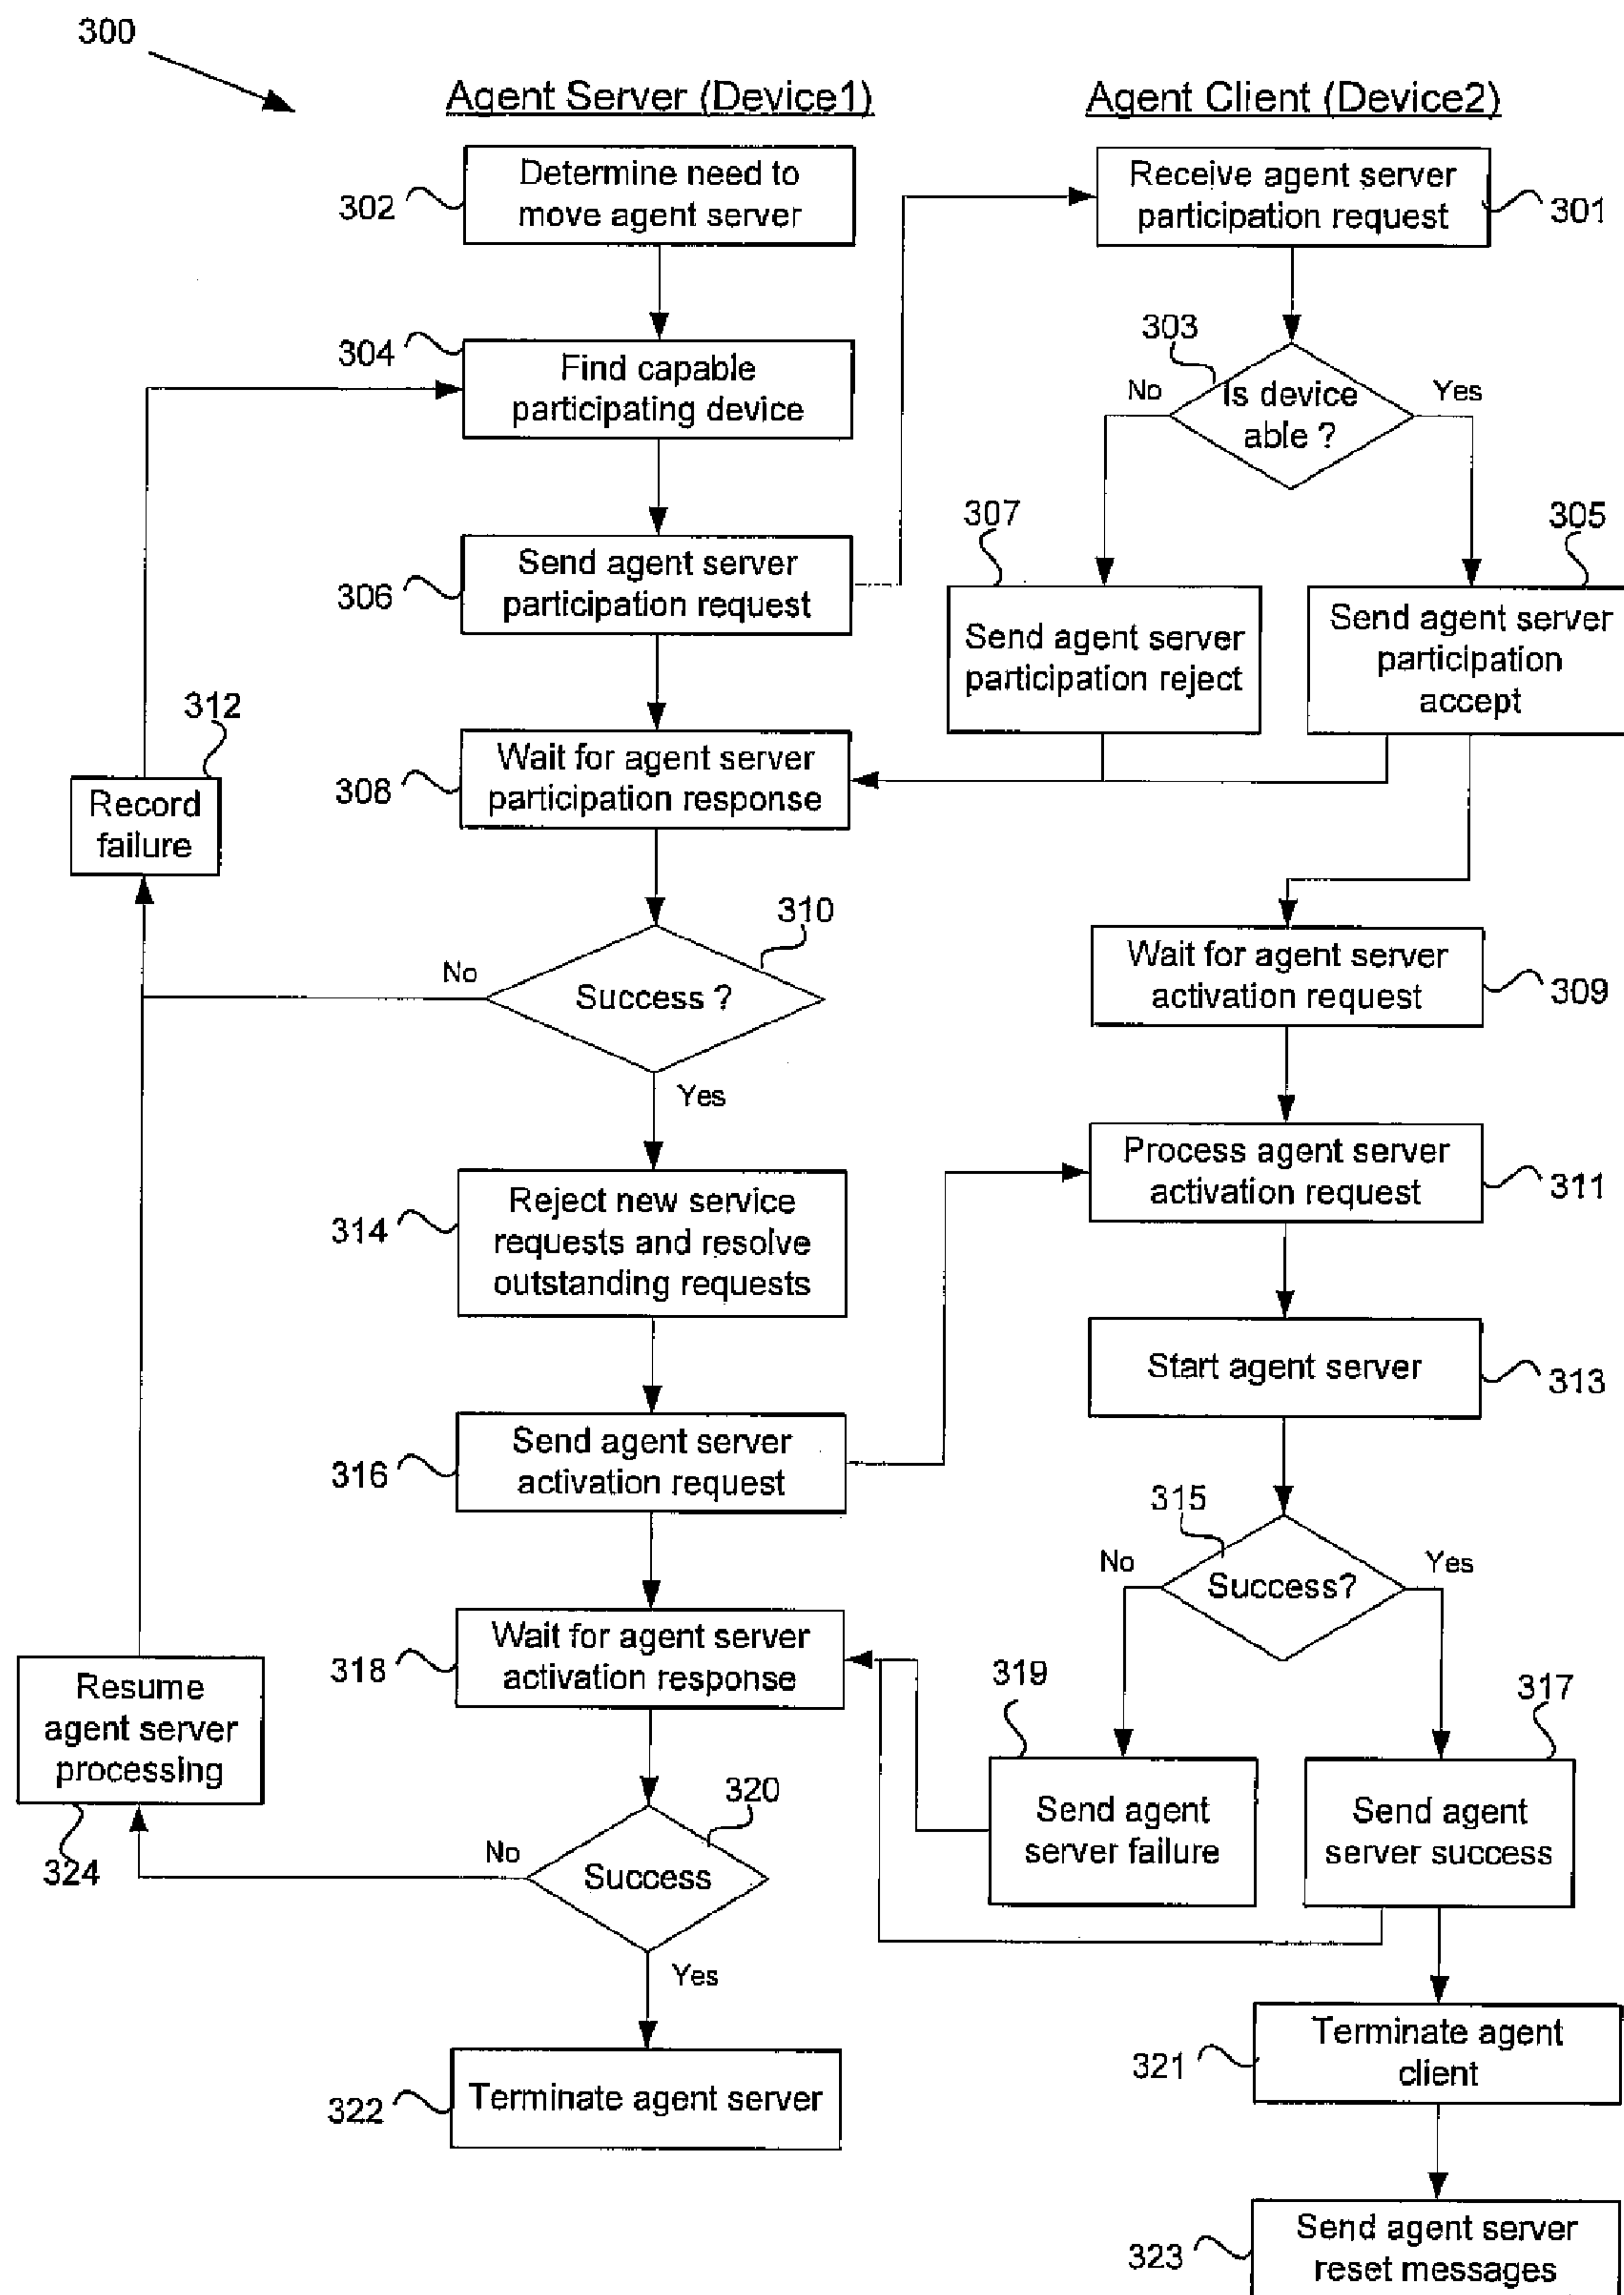 300
Agent Server (Device1)
Agent Client (Device2)
302
Determine need to
move agent server
Receive agent server
participation request
301
304
Find capable
participating device
303
No
Is device
able ?
Yes
306
Send agent server
participation request
307
Send agent server
participation reject
305
Send agent server
participation
accept
312
Record
failure
308
Wait for agent server
participation response
310
No
Success ?
Yes
Wait for agent server
activation request
309
314
Reject new service
requests and resolve
outstanding requests
Process agent server
activation request
311
Start agent server
313
316
Send agent server
activation request
315
No
Success?
Yes
318
Wait for agent server
activation response
Resume
agent server
processing
324
319
Send agent
server failure
317
Send agent
server success
320
No
Success
Yes
322
Terminate agent server
321
Terminate agent
client
323
Send agent server
reset messages